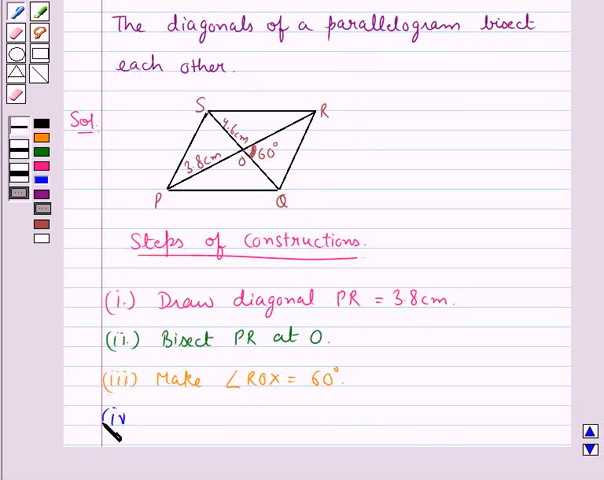 The diagonals of a parallelogram bisect
each other.
Sol.
S R
4.6cm
60°
3.8cm O
P Q
Steps of Constructions.
(i.) Draw diagonal PR = 3.8cm.
(ii.) Bisect PR at O.
(iii) Make ∠ROX = 60°.
(iv